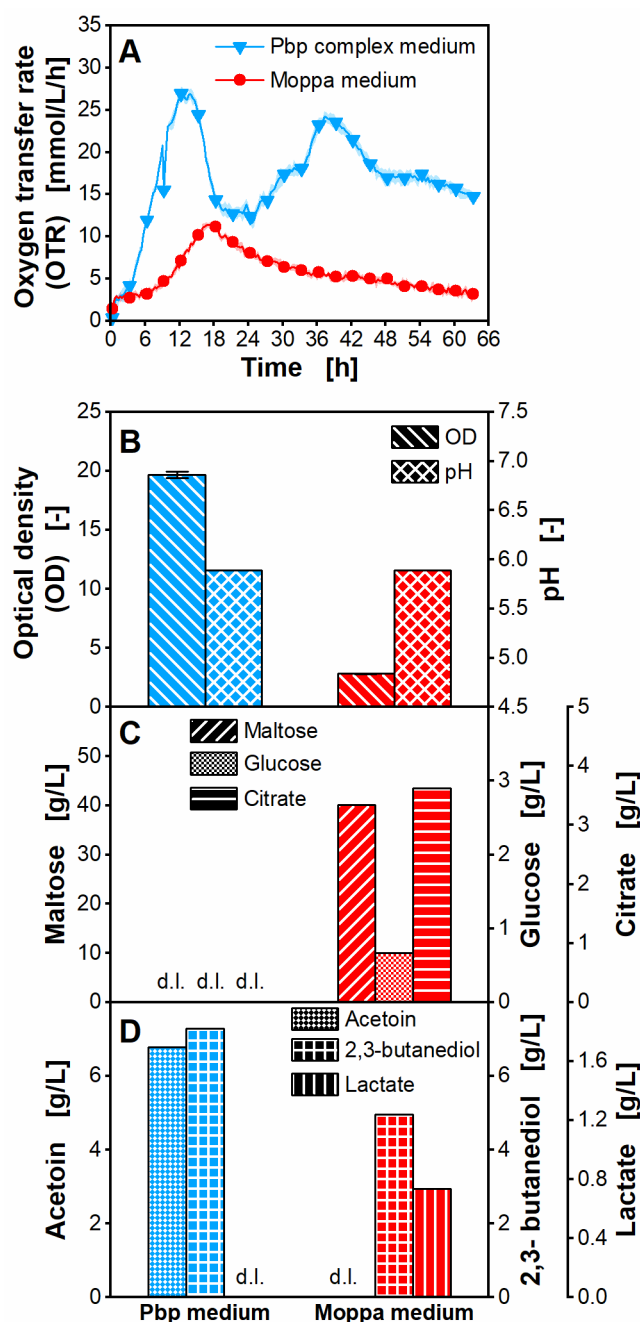 A
Pbp complex medium
Moppa medium
Oxygen transfer rate
(OTR) [mmol/L/h]
35
30
25
20
15
10
5
0
0 6 12 18 24 30 36 42 48 54 60 66
Time [h]
B
OD
pH
Optical density
(OD) [-]
25
20
15
10
5
0
7.5
7.0
6.5
6.0
5.5
5.0
4.5
pH [-]
C
Maltose
Glucose
Citrate
Maltose [g/L]
50
40
30
20
10
0
d.l. d.l. d.l.
3
2
1
0
Glucose [g/L]
5
4
3
2
1
0
Citrate [g/L]
D
Acetoin
2,3-butanediol
Lactate
Acetoin [g/L]
6
4
2
0
d.l.
d.l.
6
4
2
0
2,3- butanediol [g/L]
1.6
1.2
0.8
0.4
0.0
Lactate [g/L]
Pbp medium Moppa medium